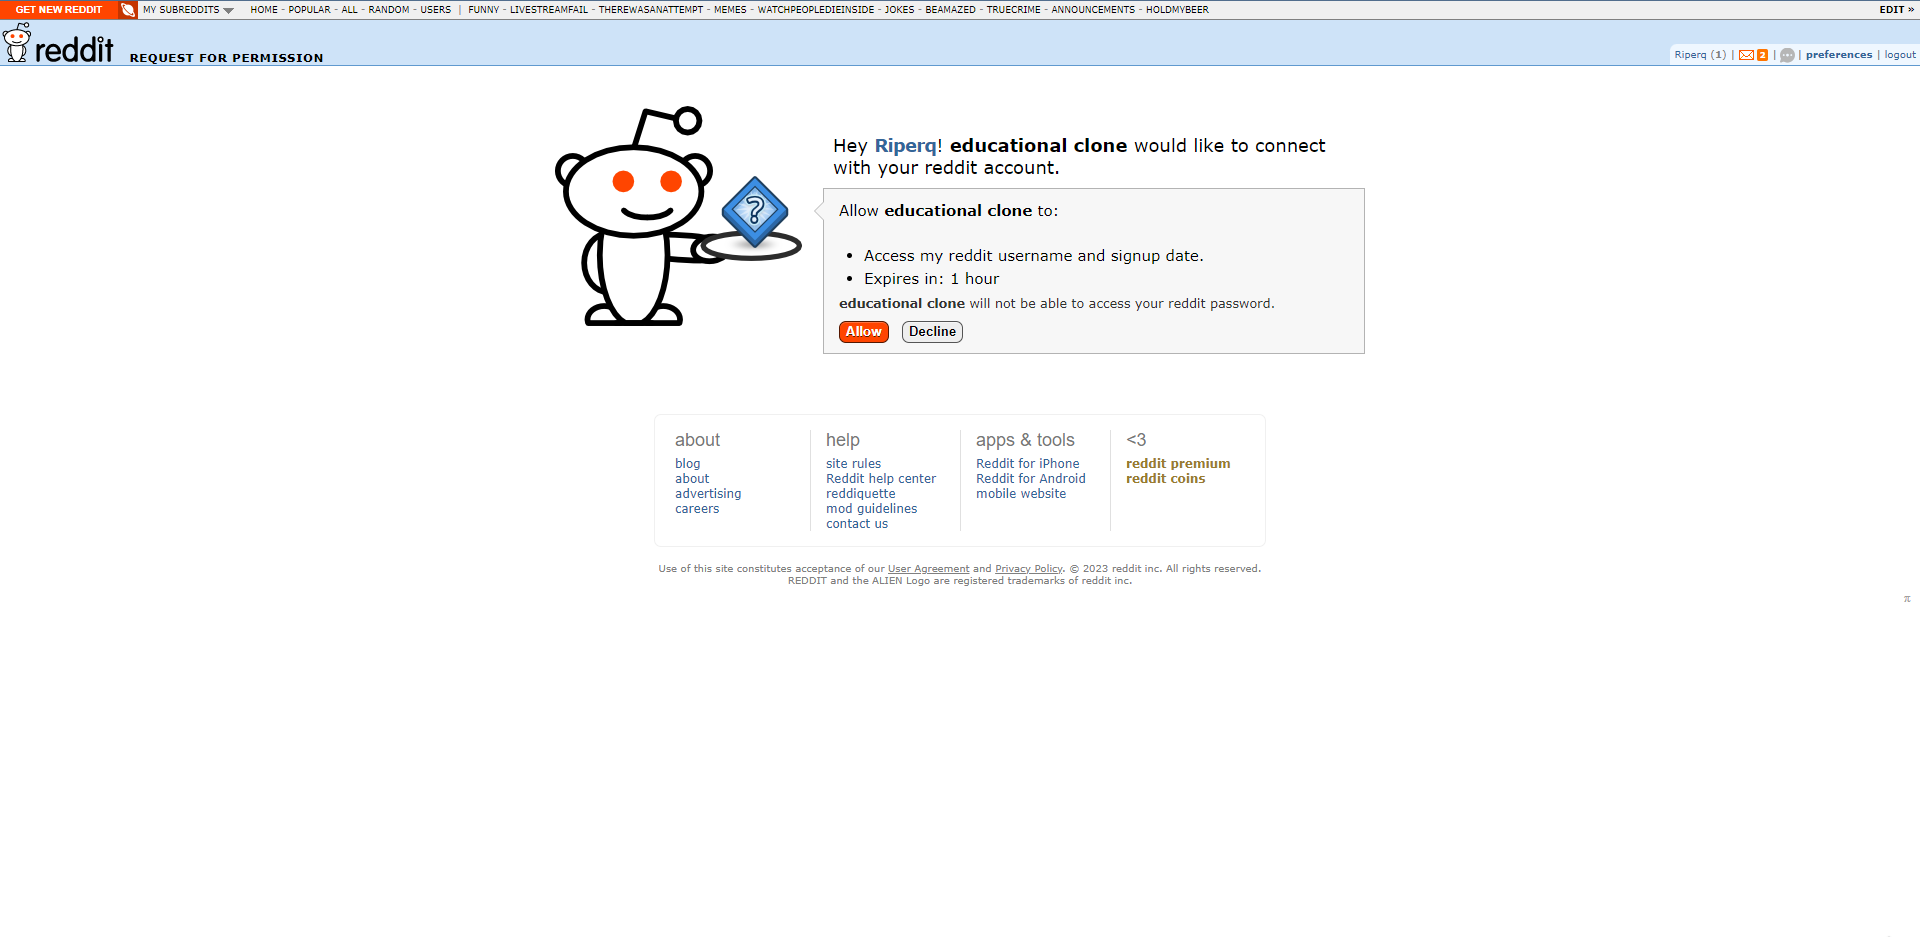 GET NEW REDDIT MY SUBREDDITS HOME - POPULAR - ALL - RANDOM - USERS | FUNNY - LIVESTREAMFAIL - THEREWASANATTEMPT - MEMES - WATCHPEOPLEDIEINSIDE - JOKES - BEAMAZED - TRUECRIME - ANNOUNCEMENTS - HOLDMYBEER EDIT »
reddit REQUEST FOR PERMISSION
Riperq (1) | 2 | | preferences | logout
Hey Riperq! educational clone would like to connect
with your reddit account.
?
Allow educational clone to:
• Access my reddit username and signup date.
• Expires in: 1 hour
educational clone will not be able to access your reddit password.
Allow Decline
about
blog
about
advertising
careers
help
site rules
Reddit help center
reddiquette
mod guidelines
contact us
apps & tools
Reddit for iPhone
Reddit for Android
mobile website
<3
reddit premium
reddit coins
Use of this site constitutes acceptance of our User Agreement and Privacy Policy. © 2023 reddit inc. All rights reserved.
REDDIT and the ALIEN Logo are registered trademarks of reddit inc.
π